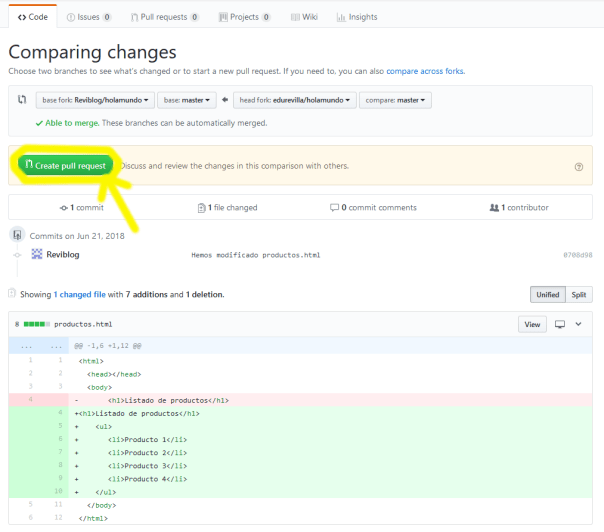 Code Issues 0 Pull requests 0 Projects 0 Wiki Insights
Comparing changes
Choose two branches to see what's changed or to start a new pull request. If you need to, you can also compare across forks.
base fork: Reviblog/holamundo base: master head fork: edurevilla/holamundo compare: master
Able to merge. These branches can be automatically merged.
Create pull request Discuss and review the changes in this comparison with others.
1 commit 1 file changed 0 commit comments 1 contributor
Commits on Jun 21, 2018
Reviblog Hemos modificado productos.html 0708d98
Showing 1 changed file with 7 additions and 1 deletion. Unified Split
8 productos.html View
... ... @@ -1,6 +1,12 @@
1 1 <html>
2 2 <head></head>
3 3 <body>
4 - <h1>Listado de productos</h1>
4 +<h1>Listado de productos</h1>
5 + <ul>
6 + <li>Producto 1</li>
7 + <li>Producto 2</li>
8 + <li>Producto 3</li>
9 + <li>Producto 4</li>
10 + </ul>
5 11 </body>
6 12 </html>